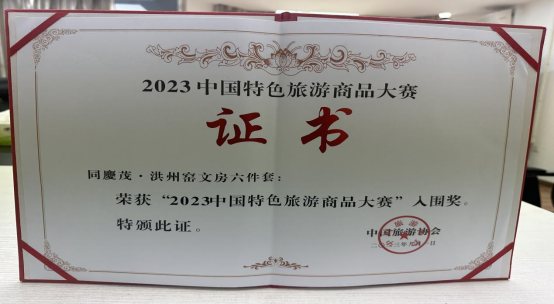 2023中国特色旅游商品大赛
证书
同慶茂·洪州窑文房六件套：
荣获“2023中国特色旅游商品大赛”入围奖。
特颁此证。
中国旅游协会